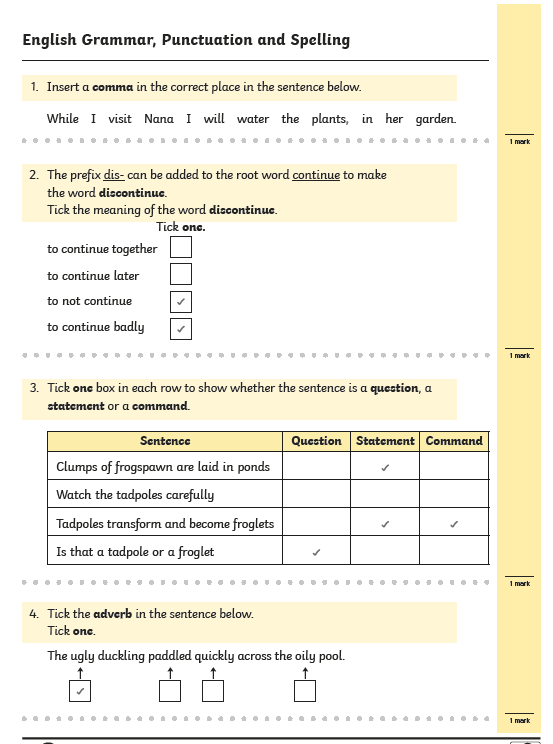 English Grammar, Punctuation and Spelling
1. Insert a comma in the correct place in the sentence below.
While I visit Nana I will water the plants, in her garden.
1 mark
2. The prefix dis- can be added to the root word continue to make
the word discontinue.
Tick the meaning of the word discontinue.
Tick one.
to continue together
to continue later
to not continue ✓
to continue badly ✓
1 mark
3. Tick one box in each row to show whether the sentence is a question, a
statement or a command.
Sentence Question Statement Command
Clumps of frogspawn are laid in ponds ✓
Watch the tadpoles carefully
Tadpoles transform and become froglets ✓ ✓
Is that a tadpole or a froglet ✓
1 mark
4. Tick the adverb in the sentence below.
Tick one.
The ugly duckling paddled quickly across the oily pool.
✓
1 mark